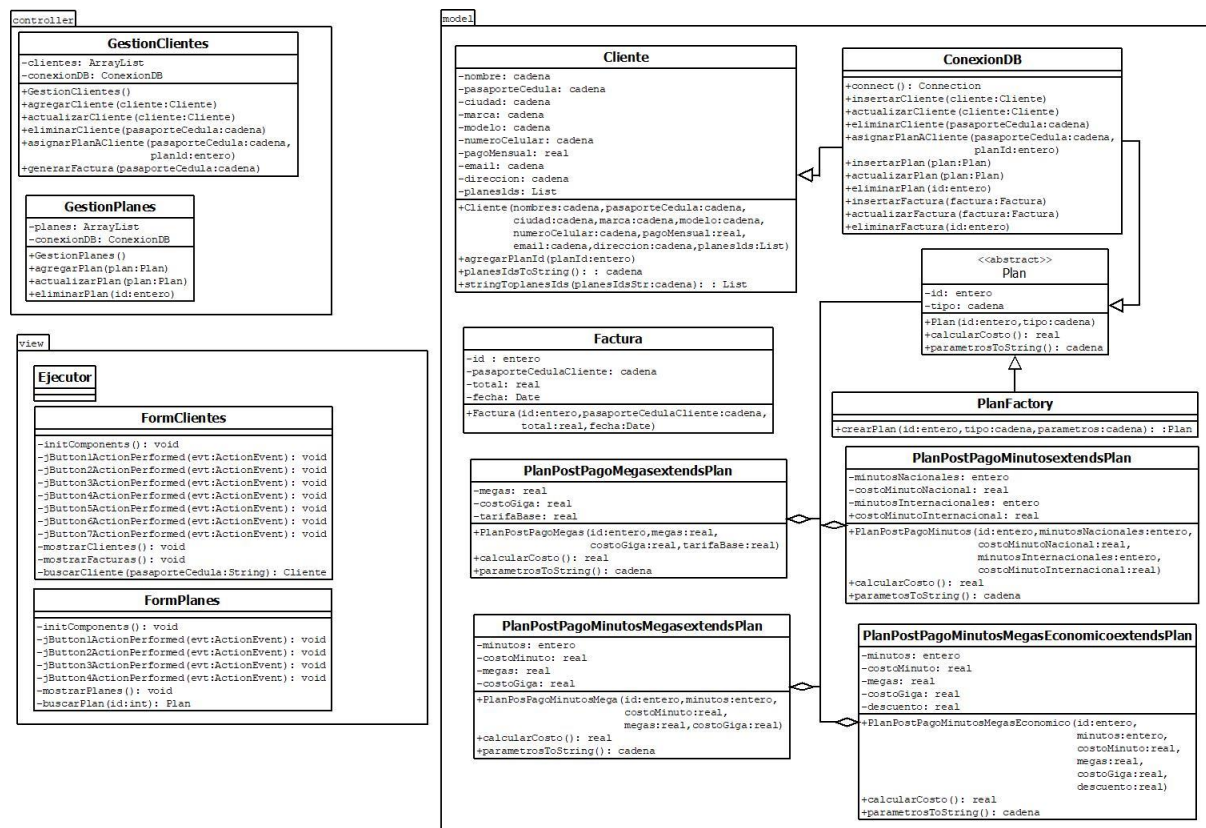 controller
GestionClientes
-clientes: ArrayList
-conexionDB: ConexionDB
+GestionClientes()
+agregarCliente(cliente:Cliente)
+actualizarCliente(cliente:Cliente)
+eliminarCliente(pasaporteCedula:cadena)
+asignarPlanACliente(pasaporteCedula:cadena,
planId:entero)
+generarFactura(pasaporteCedula:cadena)
GestionPlanes
-planes: ArrayList
-conexionDB: ConexionDB
+GestionPlanes()
+agregarPlan(plan:Plan)
+actualizarPlan(plan:Plan)
+eliminarPlan(id:entero)
view
Ejecutor
FormClientes
-initComponents(): void
-jButton1ActionPerformed(evt:ActionEvent): void
-jButton2ActionPerformed(evt:ActionEvent): void
-jButton3ActionPerformed(evt:ActionEvent): void
-jButton4ActionPerformed(evt:ActionEvent): void
-jButton5ActionPerformed(evt:ActionEvent): void
-jButton6ActionPerformed(evt:ActionEvent): void
-jButton7ActionPerformed(evt:ActionEvent): void
-mostrarClientes(): void
-mostrarFacturas(): void
-buscarCliente(pasaporteCedula:String): Cliente
FormPlanes
-initComponents(): void
-jButton1ActionPerformed(evt:ActionEvent): void
-jButton2ActionPerformed(evt:ActionEvent): void
-jButton3ActionPerformed(evt:ActionEvent): void
-jButton4ActionPerformed(evt:ActionEvent): void
-mostrarPlanes(): void
-buscarPlan(id:int): Plan
model
Cliente
-nombre: cadena
-pasaporteCedula: cadena
-ciudad: cadena
-marca: cadena
-modelo: cadena
-numeroCelular: cadena
-pagoMensual: real
-email: cadena
-direccion: cadena
-planesIds: List
+Cliente(nombres:cadena,pasaporteCedula:cadena,
ciudad:cadena,marca:cadena,modelo:cadena,
numeroCelular:cadena,pagoMensual:real,
email:cadena,direccion:cadena,planesIds:List)
+agregarPlanId(planId:entero)
+planesIdsToString(): : cadena
+stringToplanesIds(planesIdsStr:cadena): : List
ConexionDB
+connect(): Connection
+insertarCliente(cliente:Cliente)
+actualizarCliente(cliente:Cliente)
+eliminarCliente(pasaporteCedula:cadena)
+asignarPlanACliente(pasaporteCedula:cadena,
planId:entero)
+insertarPlan(plan:Plan)
+actualizarPlan(plan:Plan)
+eliminarPlan(id:entero)
+insertarFactura(factura:Factura)
+actualizarFactura(factura:Factura)
+eliminarFactura(id:entero)
<<abstract>>
Plan
-id: entero
-tipo: cadena
+Plan(id:entero,tipo:cadena)
+calcularCosto(): real
+parametrosToString(): cadena
Factura
-id : entero
-pasaporteCedulaCliente: cadena
-total: real
-fecha: Date
+Factura(id:entero,pasaporteCedulaCliente:cadena,
total:real,fecha:Date)
PlanFactory
+crearPlan(id:entero,tipo:cadena,parametros:cadena): :Plan
PlanPostPagoMegasextendsPlan
-megas: real
-costoGiga: real
-tarifaBase: real
+PlanPostPagoMegas(id:entero,megas:real,
costoGiga:real,tarifaBase:real)
+calcularCosto(): real
+parametrosToString(): cadena
PlanPostPagoMinutosextendsPlan
-minutosNacionales: entero
-costoMinutoNacional: real
-minutosInternacionales: entero
+costoMinutoInternacional: real
+PlanPostPagoMinutos(id:entero,minutosNacionales:entero,
costoMinutoNacional:real,
minutosInternacionales:entero,
costoMinutoInternacional:real)
+calcularCosto(): real
+parametosToString(): cadena
PlanPostPagoMinutosMegasextendsPlan
-minutos: entero
-costoMinuto: real
-megas: real
-costoGiga: real
+PlanPosPagoMinutosMega(id:entero,minutos:entero,
costoMinuto:real,
megas:real,costoGiga:real)
+calcularCosto(): real
+parametrosToString(): cadena
PlanPostPagoMinutosMegasEconomicoextendsPlan
-minutos: entero
-costoMinuto: real
-megas: real
-costoGiga: real
-descuento: real
+PlanPostPagoMinutosMegasEconomico(id:entero,
minutos:entero,
costoMinuto:real,
megas:real,
costoGiga:real,
descuento:real)
+calcularCosto(): real
+parametrosToString(): cadena